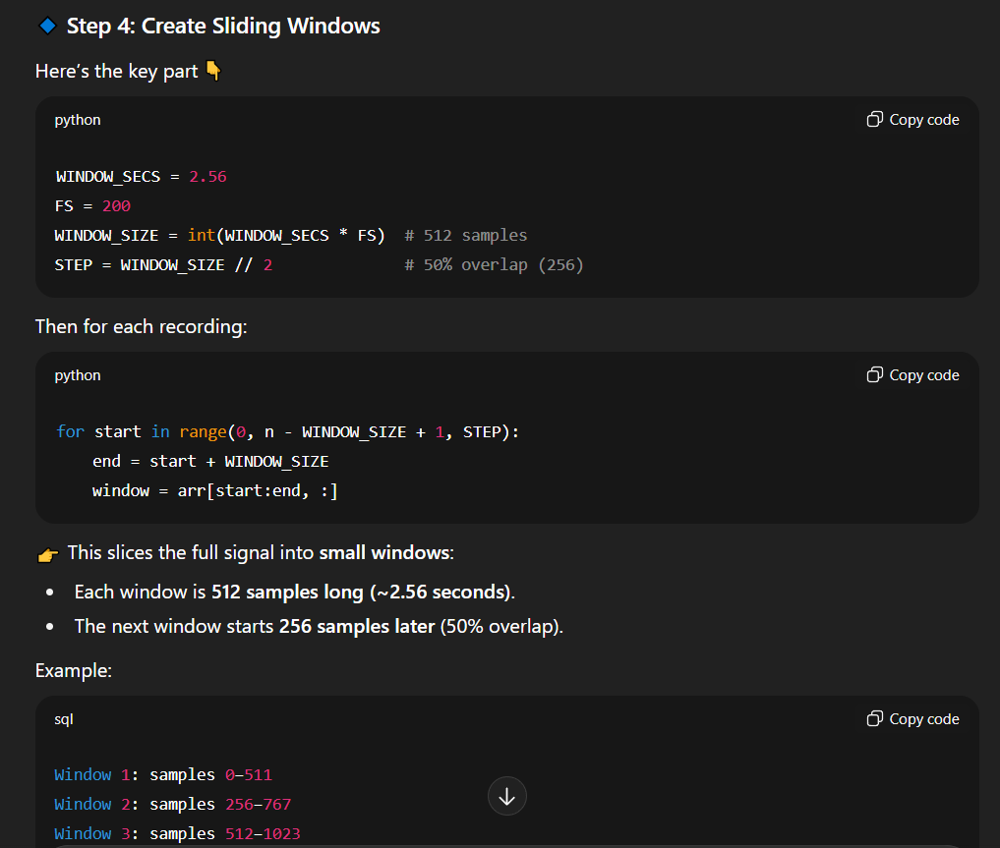 🔷 Step 4: Create Sliding Windows
Here’s the key part 👇
python
Copy code
WINDOW_SECS = 2.56
FS = 200
WINDOW_SIZE = int(WINDOW_SECS * FS)  # 512 samples
STEP = WINDOW_SIZE // 2              # 50% overlap (256)
Then for each recording:
python
Copy code
for start in range(0, n - WINDOW_SIZE + 1, STEP):
    end = start + WINDOW_SIZE
    window = arr[start:end, :]
👉 This slices the full signal into small windows:
• Each window is 512 samples long (~2.56 seconds).
• The next window starts 256 samples later (50% overlap).
Example:
sql
Copy code
Window 1: samples 0–511
Window 2: samples 256–767
Window 3: samples 512–1023